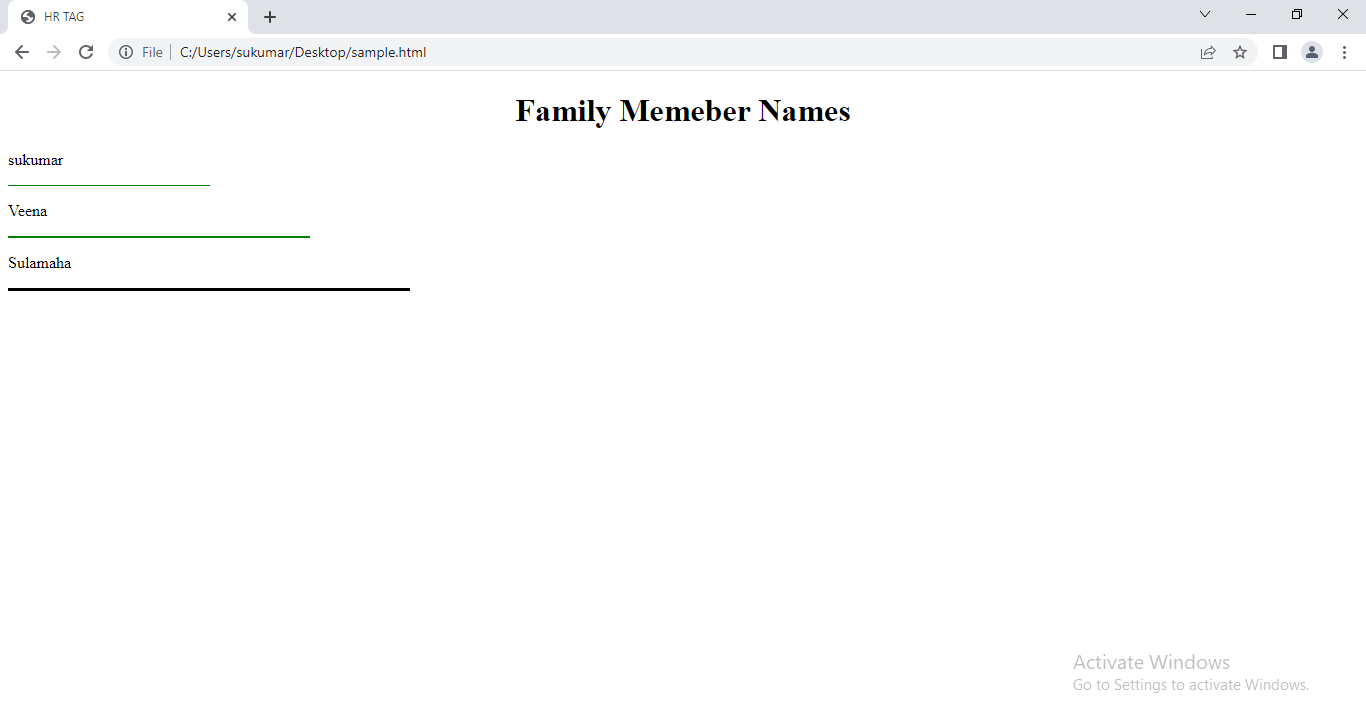 HR TAG
File
C:/Users/sukumar/Desktop/sample.html
Family Memeber Names
sukumar
Veena
Sulamaha
Activate Windows
Go to Settings to activate Windows.